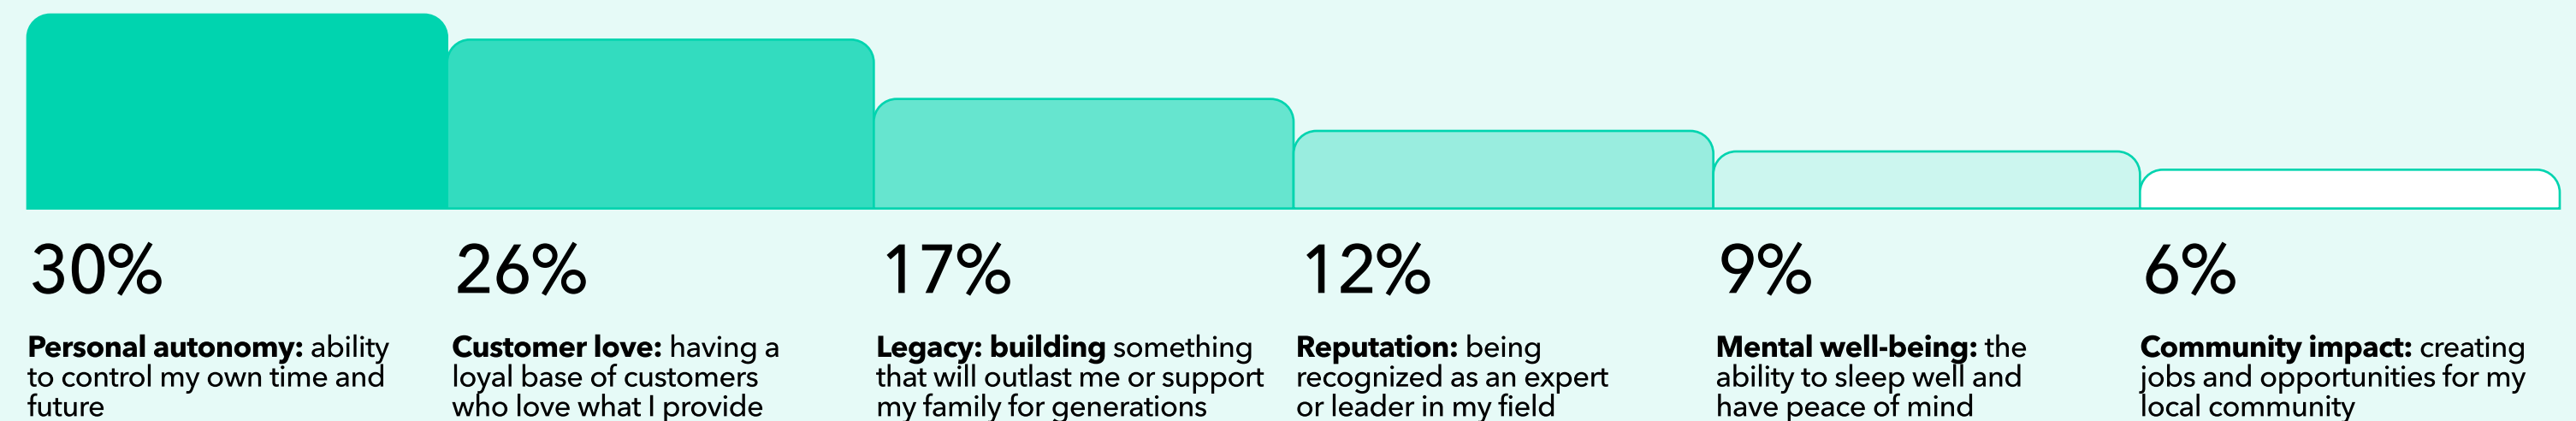 30%
Personal autonomy: ability
to control my own time and
future
26%
Customer love: having a
loyal base of customers
who love what I provide
17%
Legacy: building something
that will outlast me or support
my family for generations
12%
Reputation: being
recognized as an expert
or leader in my field
9%
Mental well-being: the
ability to sleep well and
have peace of mind
6%
Community impact: creating
jobs and opportunities for my
local community